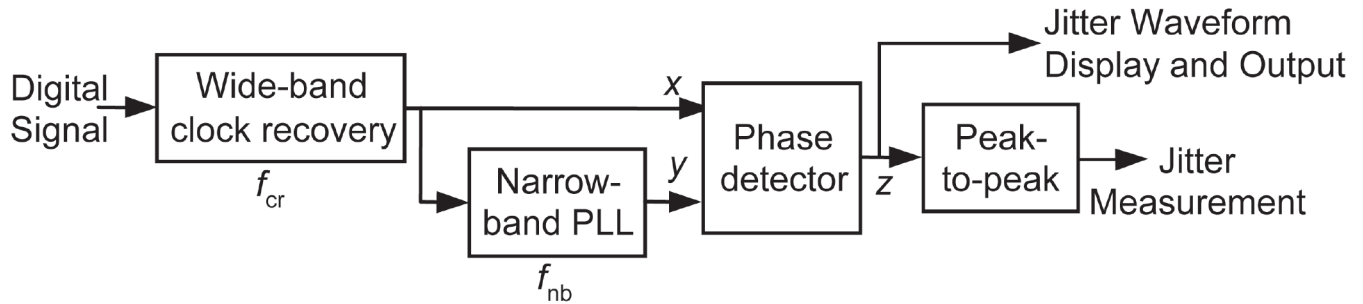 Digital
Signal
Wide-band
clock recovery
f_cr
x
y
Narrow-
band PLL
f_nb
Phase
detector
z
Jitter Waveform
Display and Output
Peak-
to-peak
Jitter
Measurement